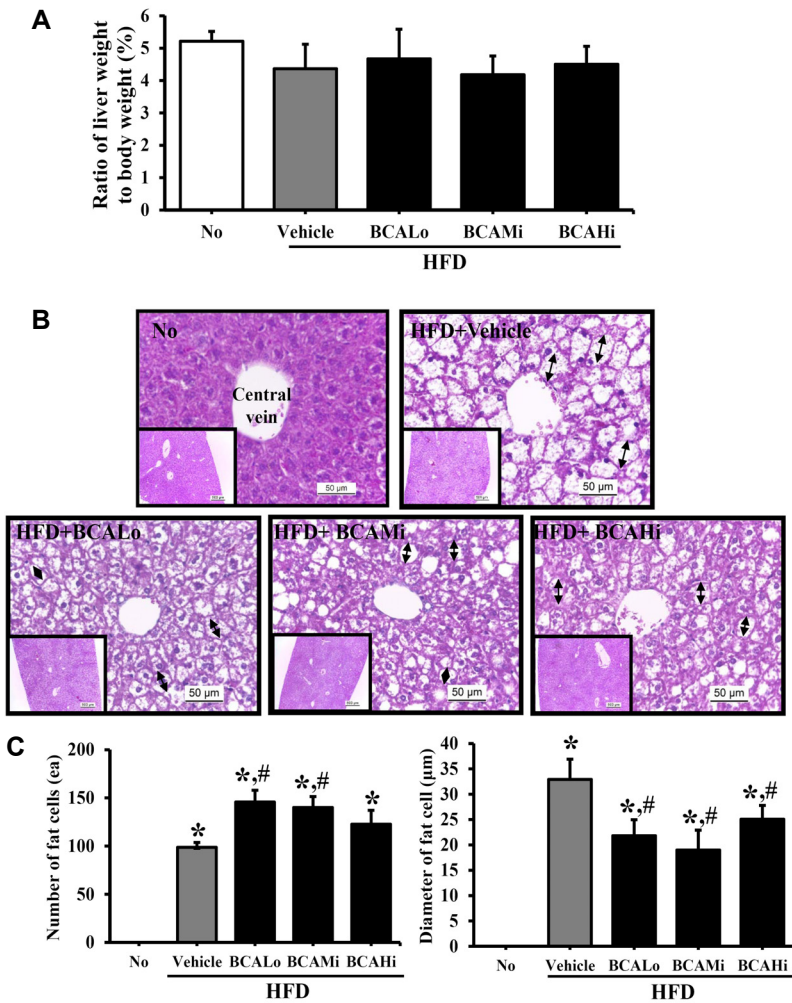 A
Ratio of liver weight
to body weight (%)
6
5
4
3
2
1
0
No
Vehicle
BCALo
BCAMi
BCAHi
HFD
B
No
Central
vein
50 µm
HFD+Vehicle
50 µm
HFD+BCALo
50 µm
HFD+ BCAMi
50 µm
HFD+ BCAHi
50 µm
C
Number of fat cells (ea)
200
150
100
50
0
*
*,#
*,#
*
No
Vehicle
BCALo
BCAMi
BCAHi
HFD
Diameter of fat cell (µm)
40
35
30
25
20
15
10
5
0
*
*,#
*,#
*,#
No
Vehicle
BCALo
BCAMi
BCAHi
HFD